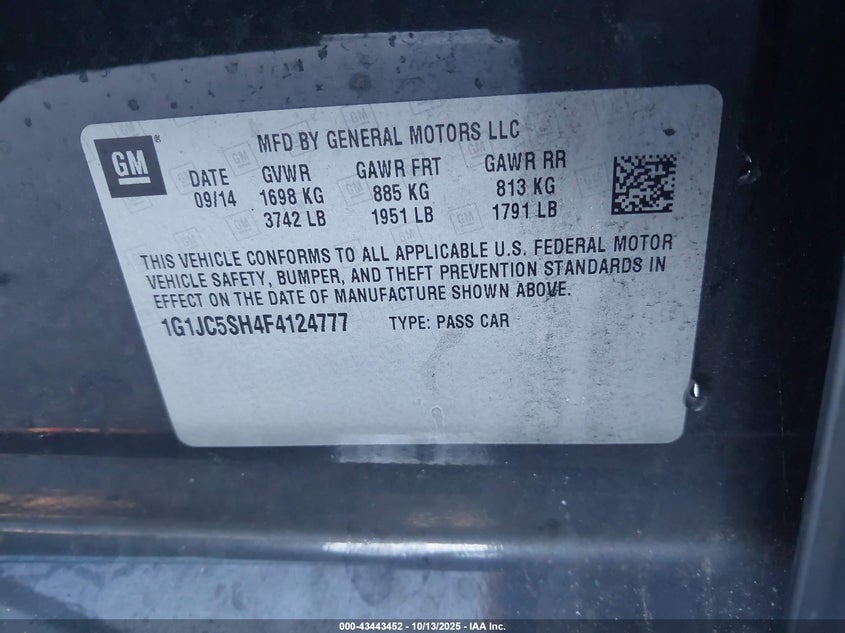 GM®
MFD BY GENERAL MOTORS LLC
DATE GVWR GAWR FRT GAWR RR
09/14 1698 KG 885 KG 813 KG
3742 LB 1951 LB 1791 LB
THIS VEHICLE CONFORMS TO ALL APPLICABLE U.S. FEDERAL MOTOR
VEHICLE SAFETY, BUMPER, AND THEFT PREVENTION STANDARDS IN
EFFECT ON THE DATE OF MANUFACTURE SHOWN ABOVE.
1G1JC5SH4F4124777 TYPE: PASS CAR
000-43443452 - 10/13/2025 - IAA Inc.